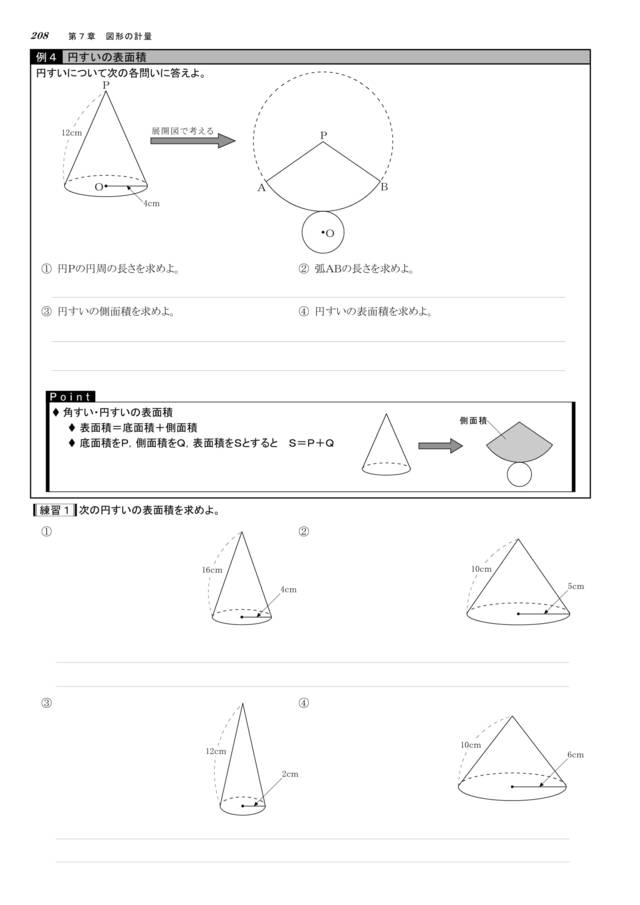 208 第７章 図形の計量
例４ 円すいの表面積
円すいについて次の各問いに答えよ。
P
12cm
O
4cm
展開図で考える
P
A
B
O
① 円Pの円周の長さを求めよ。
② 弧ABの長さを求めよ。
③ 円すいの側面積を求めよ。
④ 円すいの表面積を求めよ。
Point
♦ 角すい・円すいの表面積
♦ 表面積＝底面積＋側面積
♦ 底面積をP，側面積をQ，表面積をSとすると　S＝P＋Q
側面積
練習１ 次の円すいの表面積を求めよ。
①
16cm
4cm
②
10cm
5cm
③
12cm
2cm
④
10cm
6cm